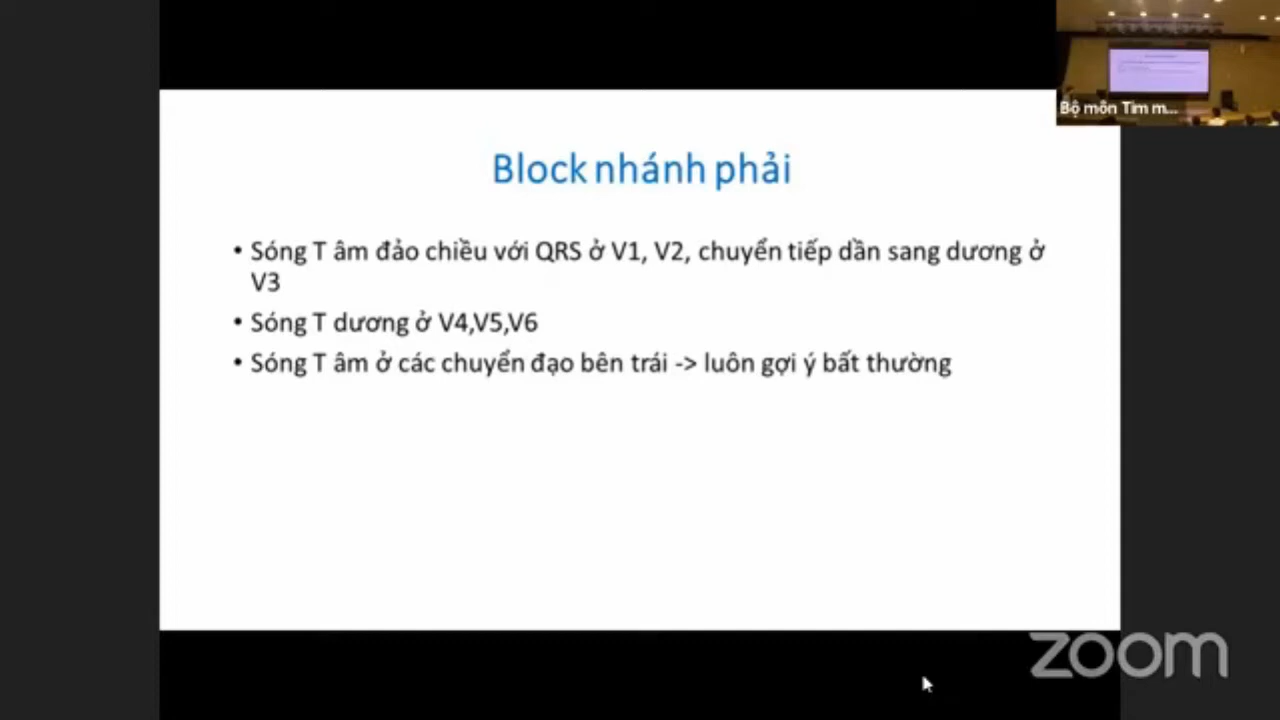 Bộ môn Tim m...
Block nhánh phải
• Sóng T âm đảo chiều với QRS ở V1, V2, chuyển tiếp dần sang dương ở
V3
• Sóng T dương ở V4,V5,V6
• Sóng T âm ở các chuyển đạo bên trái -> luôn gợi ý bất thường
zoom